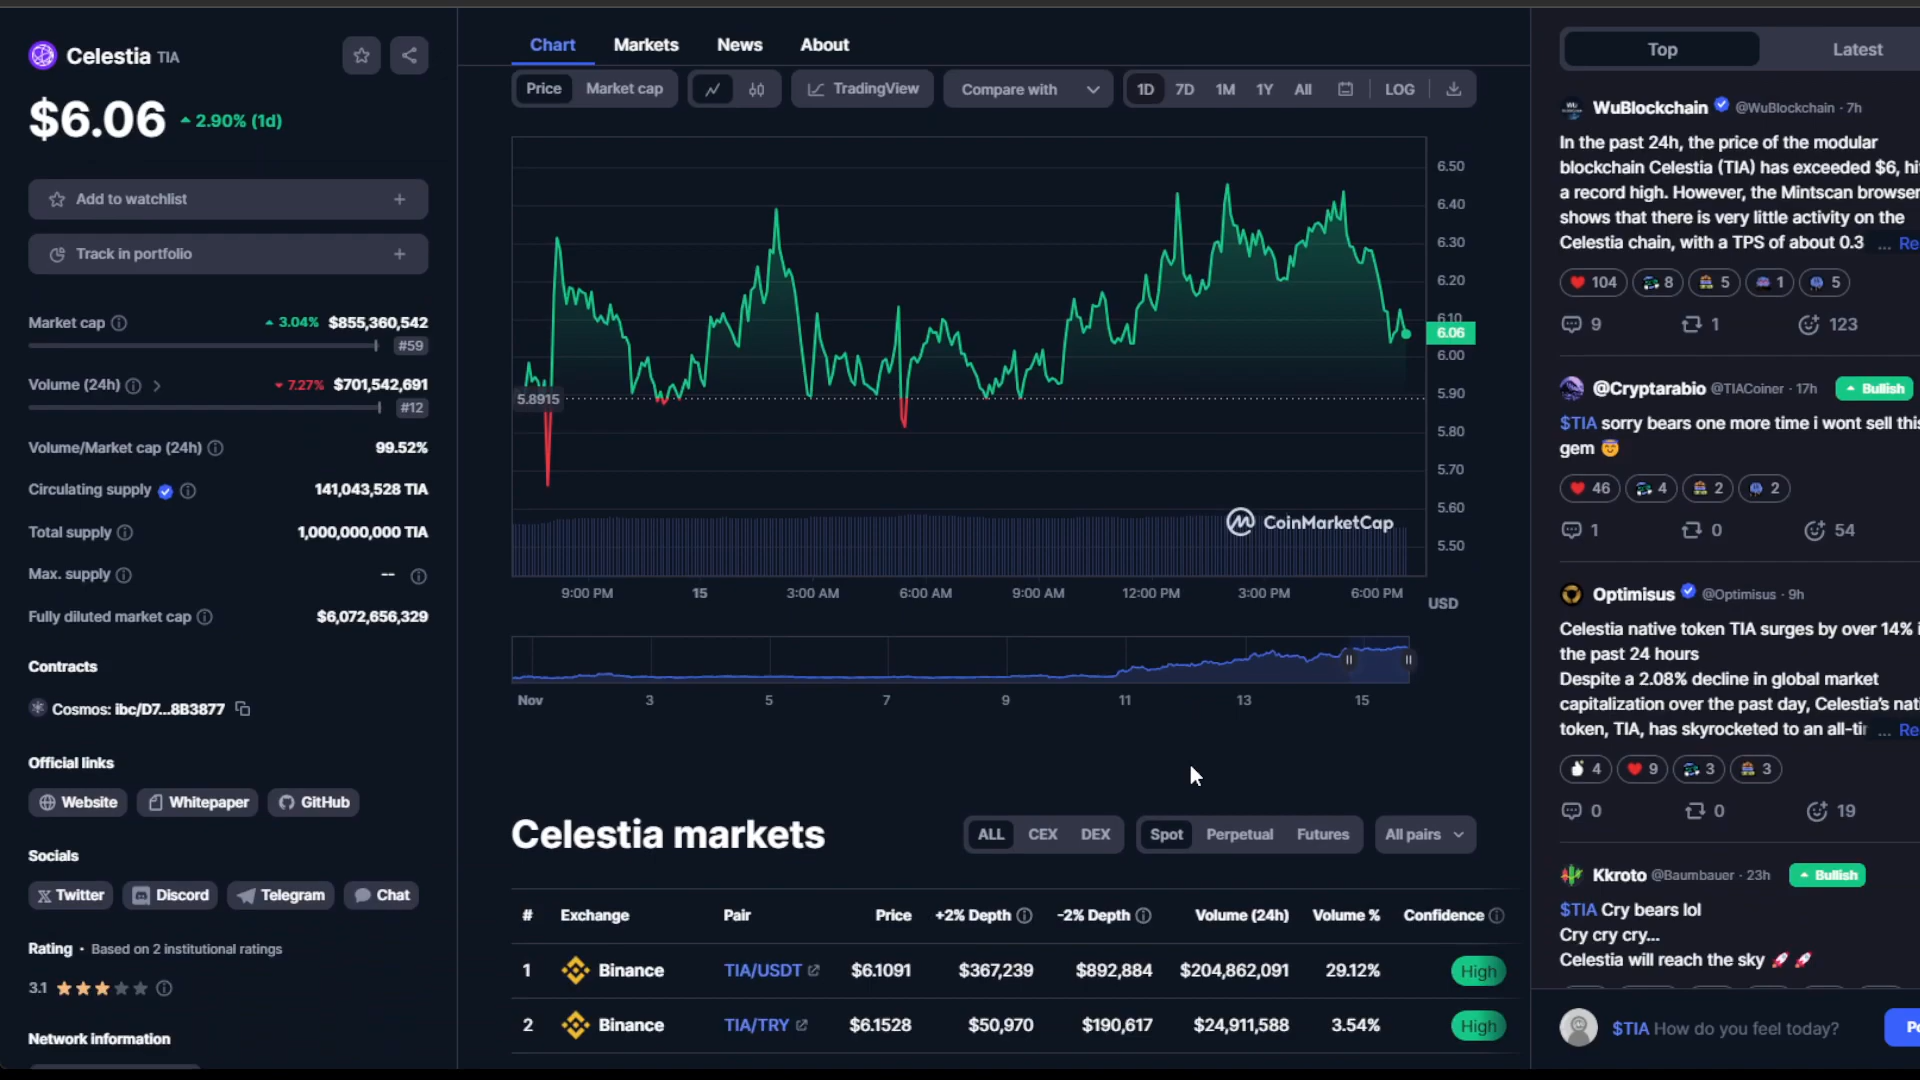 Celestia TIA
$6.06 2.90% (1d)
Add to watchlist +
Track in portfolio +
Market cap 3.04% $855,360,542
#59
Volume (24h) 7.27% $701,542,691
#12
Volume/Market cap (24h) 99.52%
Circulating supply 141,043,528 TIA
Total supply 1,000,000,000 TIA
Max. supply --
Fully diluted market cap $6,072,656,329
Contracts
Cosmos: ibc/D7...8B3877
Official links
Website Whitepaper GitHub
Socials
Twitter Discord Telegram Chat
Rating · Based on 2 institutional ratings
3.1
Network information
Chart Markets News About
Price Market cap TradingView Compare with 1D 7D 1M 1Y All LOG
6.50
6.40
6.30
6.20
6.10
6.06
6.00
5.90
5.8915
5.80
5.70
5.60
5.50
CoinMarketCap
9:00 PM 15 3:00 AM 6:00 AM 9:00 AM 12:00 PM 3:00 PM 6:00 PM
USD
Nov 3 5 7 9 11 13 15
Celestia markets
ALL CEX DEX Spot Perpetual Futures All pairs
# Exchange Pair Price +2% Depth -2% Depth Volume (24h) Volume % Confidence
1 Binance TIA/USDT $6.1091 $367,239 $892,884 $204,862,091 29.12% High
2 Binance TIA/TRY $6.1528 $50,970 $190,617 $24,911,588 3.54% High
Top Latest
WuBlockchain @WuBlockchain · 7h
In the past 24h, the price of the modular
blockchain Celestia (TIA) has exceeded $6, hit
a record high. However, the Mintscan browser
shows that there is very little activity on the
Celestia chain, with a TPS of about 0.3 ... Re
104 8 5 1 5
9 1 123
@Cryptarabio @TIACoiner · 17h Bullish
$TIA sorry bears one more time i wont sell this
gem
46 4 2 2
1 0 54
Optimisus @Optimisus · 9h
Celestia native token TIA surges by over 14% i
the past 24 hours
Despite a 2.08% decline in global market
capitalization over the past day, Celestia's nati
token, TIA, has skyrocketed to an all-tir ... Re
4 9 3 3
0 0 19
Kkroto @Baumbauer · 23h Bullish
$TIA Cry bears lol
Cry cry cry...
Celestia will reach the sky
$TIA How do you feel today?
Po